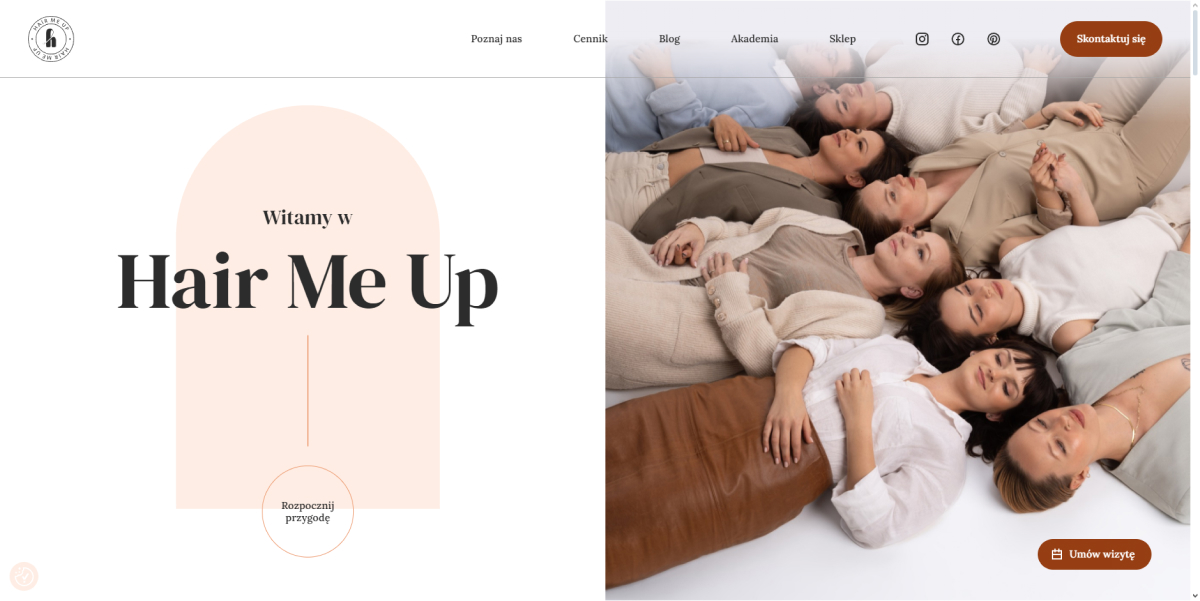 HAIR ME UP
HAIR ME UP
Poznaj nas
Cennik
Blog
Akademia
Sklep
Skontaktuj się
Witamy w
Hair Me Up
Rozpocznij
przygodę
Umów wizytę